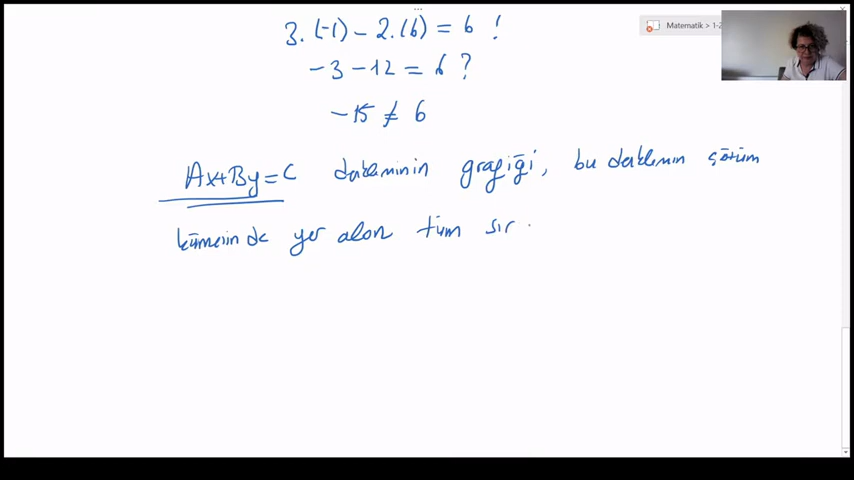 Matematik > 1-2
3.(-1) - 2.(6) = 6 !
-3 - 12 = 6 ?
-15 ≠ 6
Ax+By=C denkleminin grafiği, bu denklemin çözüm
kümesinde yer alan tüm sır